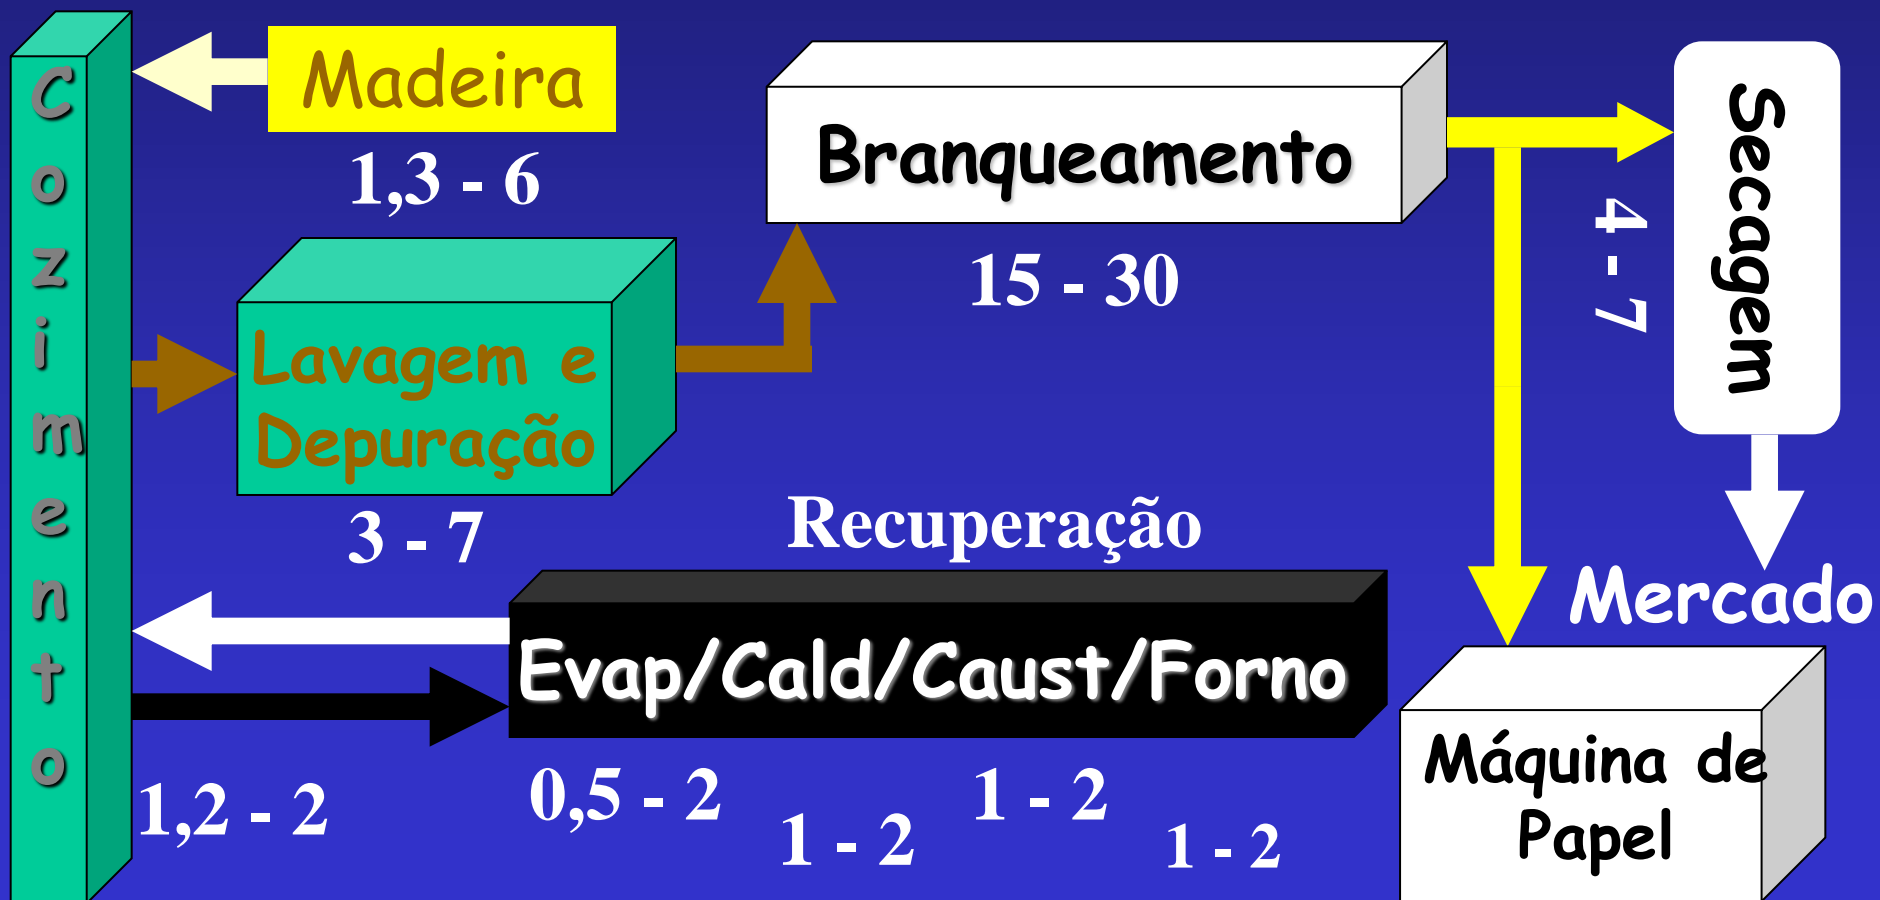 Cozimento
Madeira
1,3 - 6
Branqueamento
15 - 30
Secagem
4 - 7
Lavagem e
Depuração
3 - 7
Recuperação
Evap/Cald/Caust/Forno
Mercado
Máquina de
Papel
1,2 - 2
0,5 - 2
1 - 2
1 - 2
1 - 2